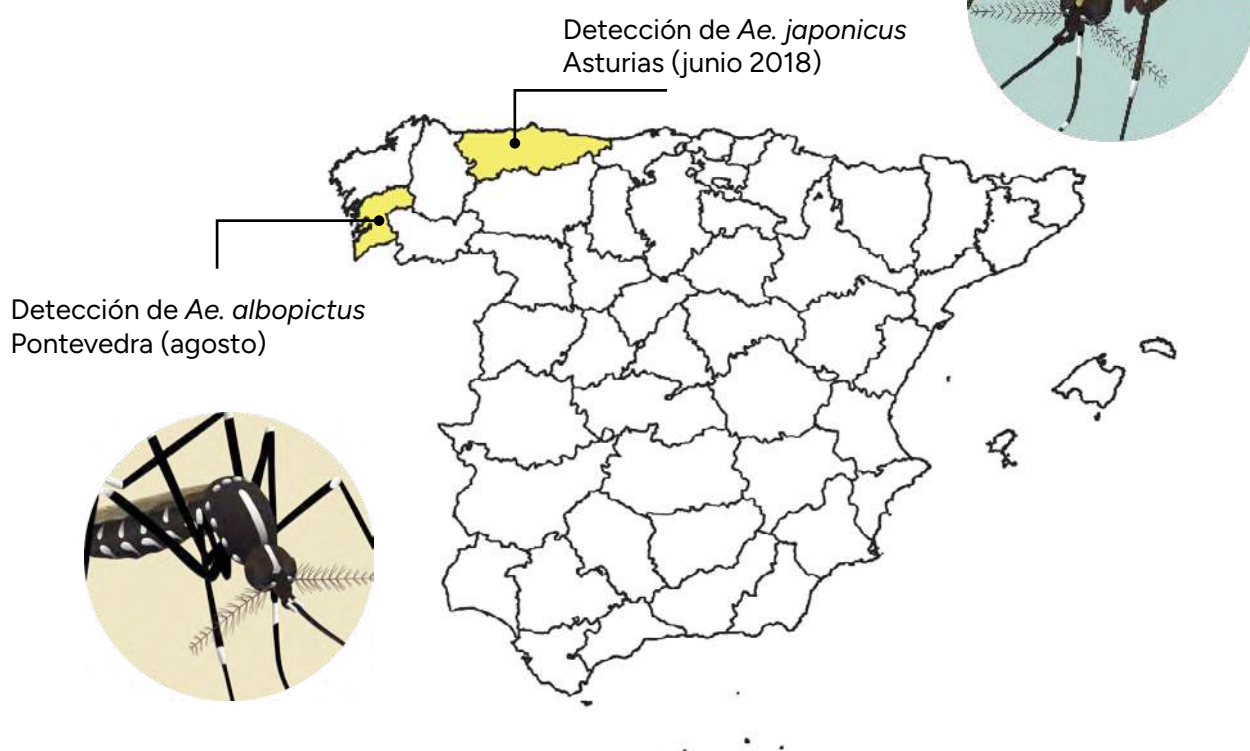 Detección de Ae. japonicus
Asturias (junio 2018)
Detección de Ae. albopictus
Pontevedra (agosto)